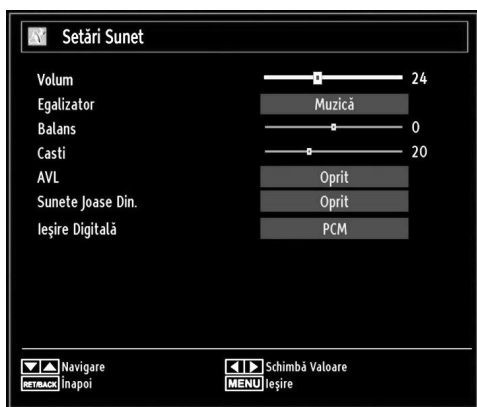 Setări Sunet
Volum 24
Egalizator Muzică
Balans 0
Casti 20
AVL Oprit
Sunete Joase Din. Oprit
Ieşire Digitală PCM
Navigare Schimbă Valoare
RET/BACK Înapoi MENU Ieşire